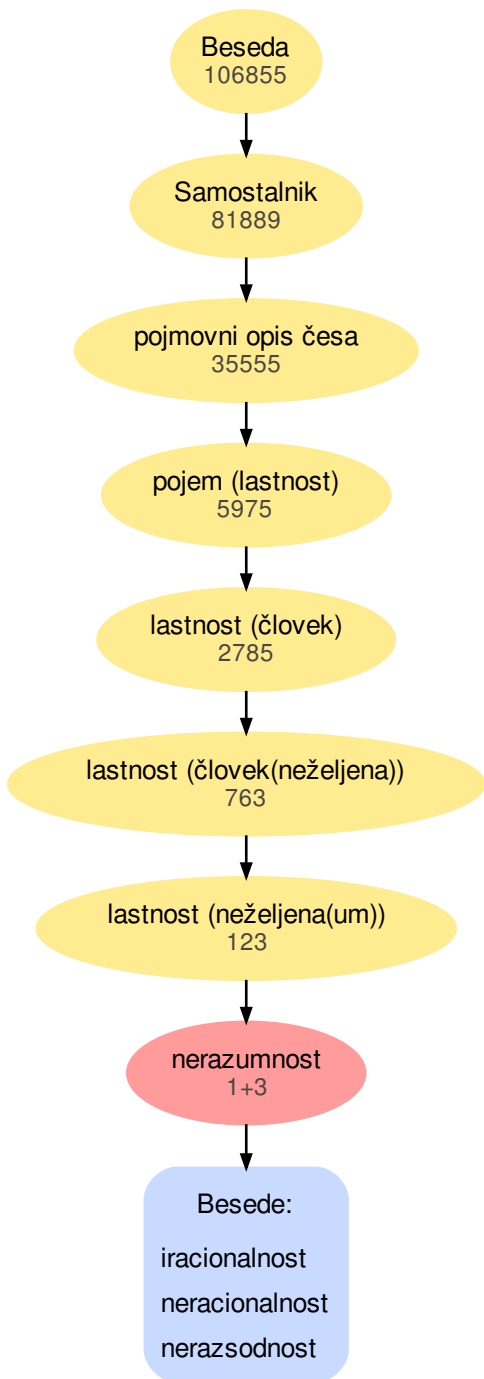 Beseda
106855
Samostalnik
81889
pojmovni opis česa
35555
pojem (lastnost)
5975
lastnost (človek)
2785
lastnost (človek(neželjena))
763
lastnost (neželjena(um))
123
nerazumnost
1+3
Besede:
iracionalnost
neracionalnost
nerazsodnost